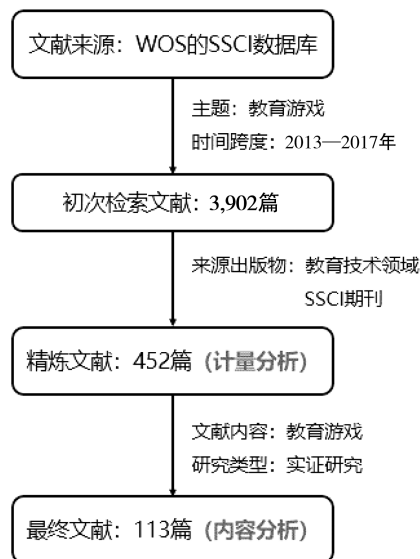 文献来源：WOS的SSCI数据库
主题：教育游戏
时间跨度：2013—2017年
初次检索文献：3,902篇
来源出版物：教育技术领域
SSCI期刊
精炼文献：452篇（计量分析）
文献内容：教育游戏
研究类型：实证研究
最终文献：113篇（内容分析）